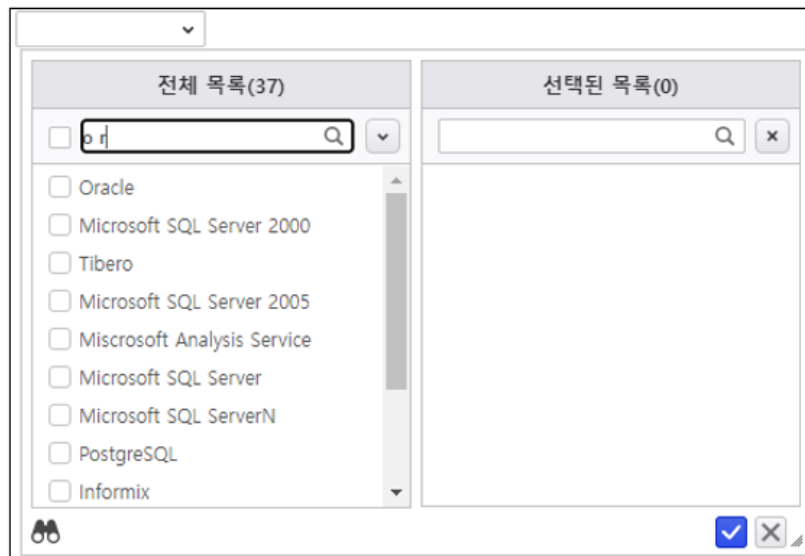 전체 목록(37)
선택된 목록(0)
o r
Oracle
Microsoft SQL Server 2000
Tibero
Microsoft SQL Server 2005
Miscrosoft Analysis Service
Microsoft SQL Server
Microsoft SQL ServerN
PostgreSQL
Informix